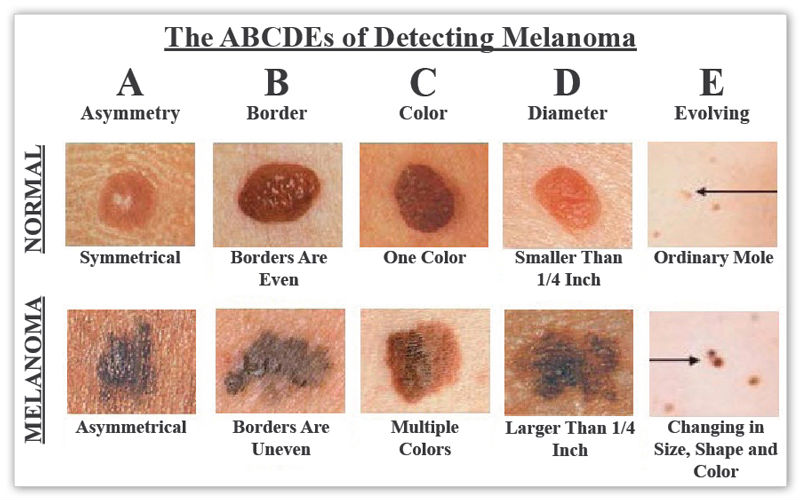 The ABCDEs of Detecting Melanoma
A B C D E
Asymmetry Border Color Diameter Evolving
NORMAL
Symmetrical Borders Are One Color Smaller Than Ordinary Mole
Even 1/4 Inch
MELANOMA
Asymmetrical Borders Are Multiple Larger Than 1/4 Changing in
Uneven Colors Inch Size, Shape and
Color